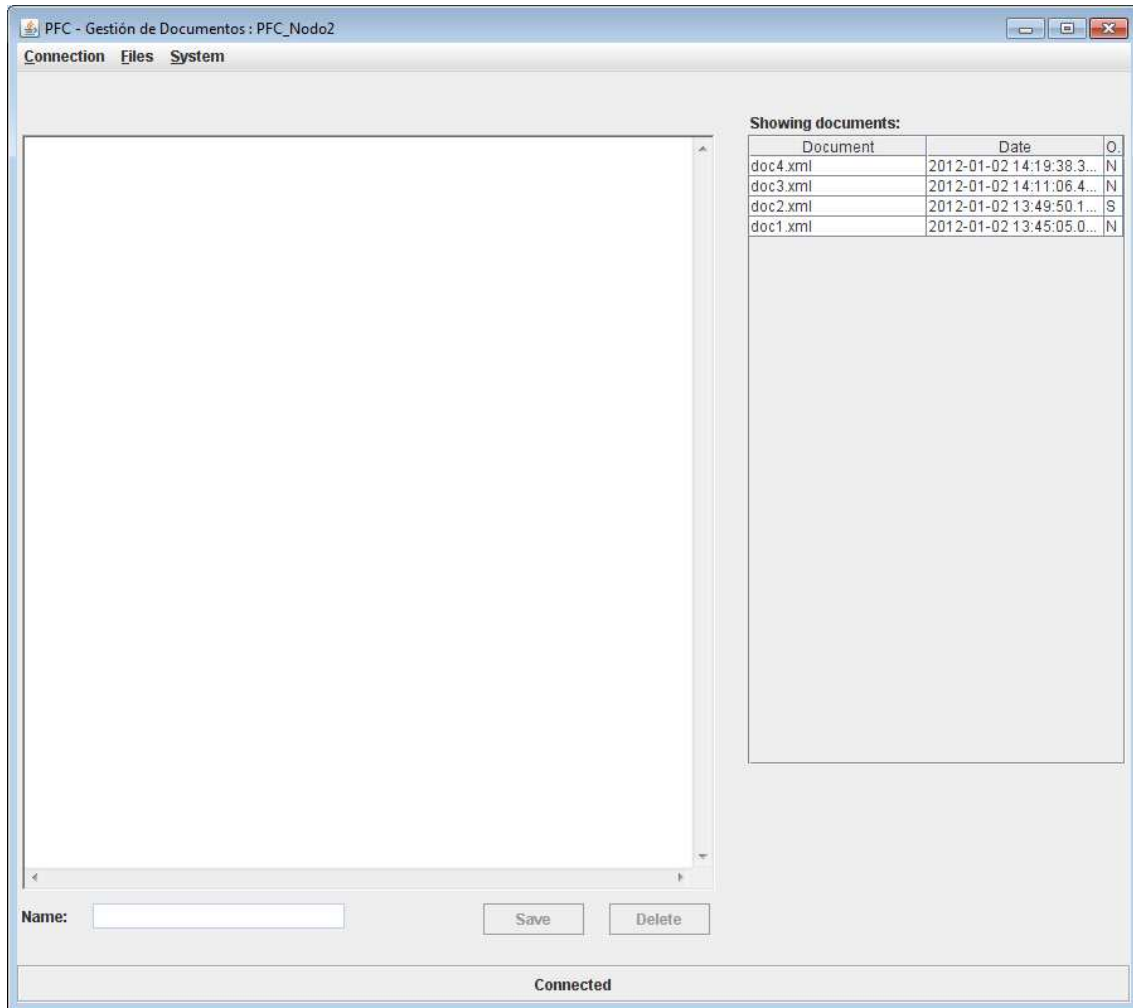 PFC - Gestión de Documentos : PFC_Nodo2
Connection Files System
Showing documents:
Document Date O.
doc4.xml 2012-01-02 14:19:38.3... N
doc3.xml 2012-01-02 14:11:06.4... N
doc2.xml 2012-01-02 13:49:50.1... S
doc1.xml 2012-01-02 13:45:05.0... N
Name: Save Delete
Connected